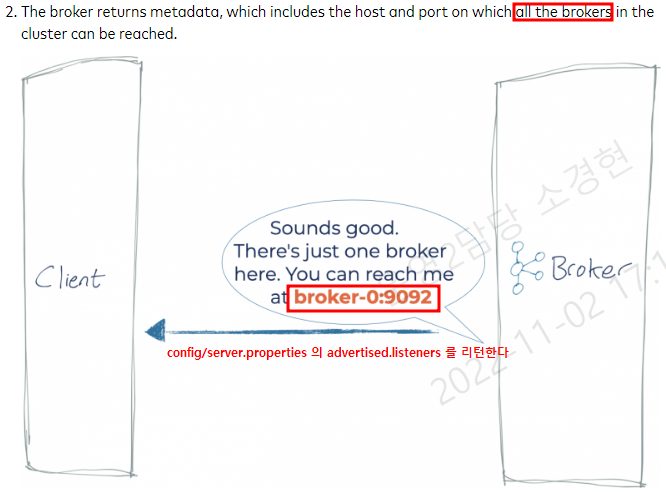 2. The broker returns metadata, which includes the host and port on which all the brokers in the
cluster can be reached.
Sounds good.
There's just one broker
here. You can reach me
at broker-0:9092
Client
Broker
config/server.properties 의 advertised.listeners 를 리턴한다
2담당 소경현
2022-11-02 17:1